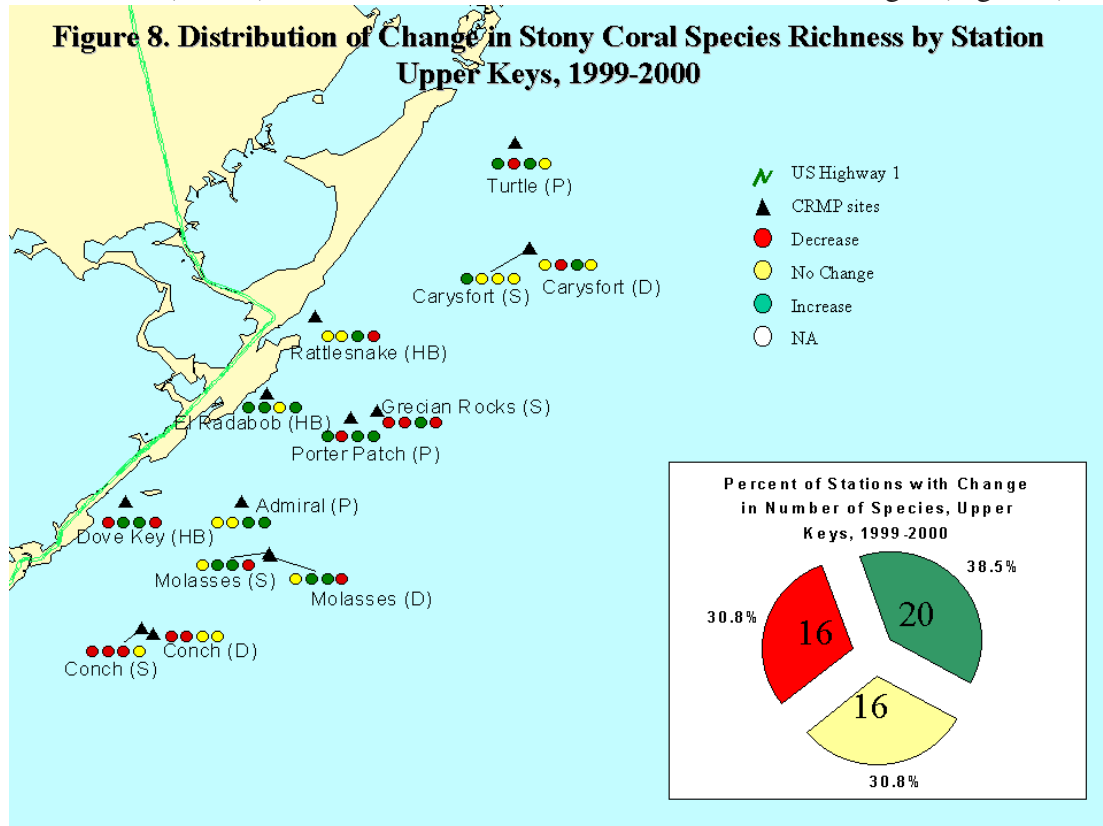 Figure 8. Distribution of Change in Stony Coral Species Richness by Station
Upper Keys, 1999-2000
Turtle (P)
US Highway 1
CRMP sites
Decrease
No Change
Increase
NA
Carysfort (S)
Carysfort (D)
Rattlesnake (HB)
El Radabob (HB)
Grecian Rocks (S)
Porter Patch (P)
Admiral (P)
Dove Key (HB)
Molasses (S)
Molasses (D)
Conch (D)
Conch (S)
Percent of Stations with Change
in Number of Species, Upper
Keys, 1999-2000
38.5%
30.8%
16
20
16
30.8%